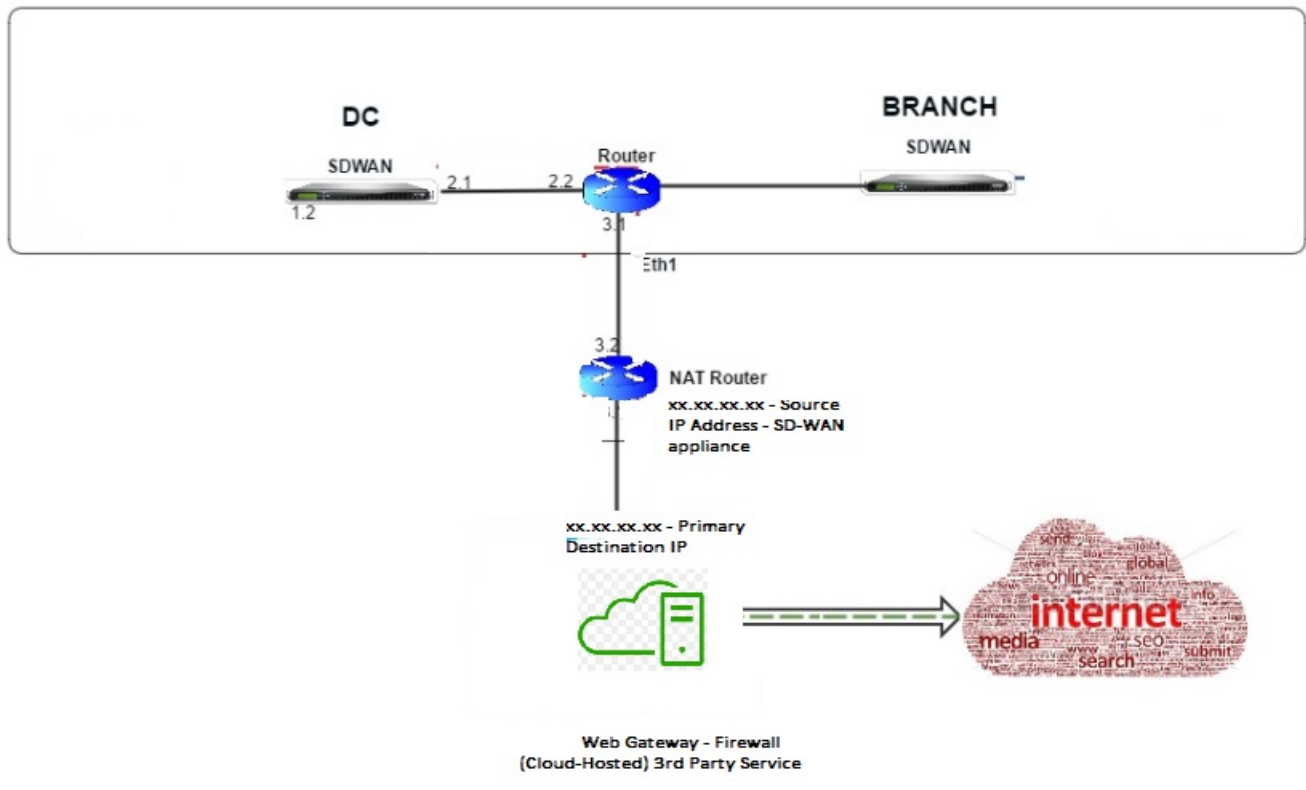 DC
BRANCH
SDWAN
Router
SDWAN
2.1
2.2
1.2
3.1
Eth1
3.2
NAT Router
xx.xx.xx.xx - Source
IP Address - SD-WAN
appliance
xx.xx.xx.xx - Primary
Destination IP
send
online
global
info
internet
media
www
seo
submit
search
Web Gateway - Firewall
(Cloud-Hosted) 3rd Party Service